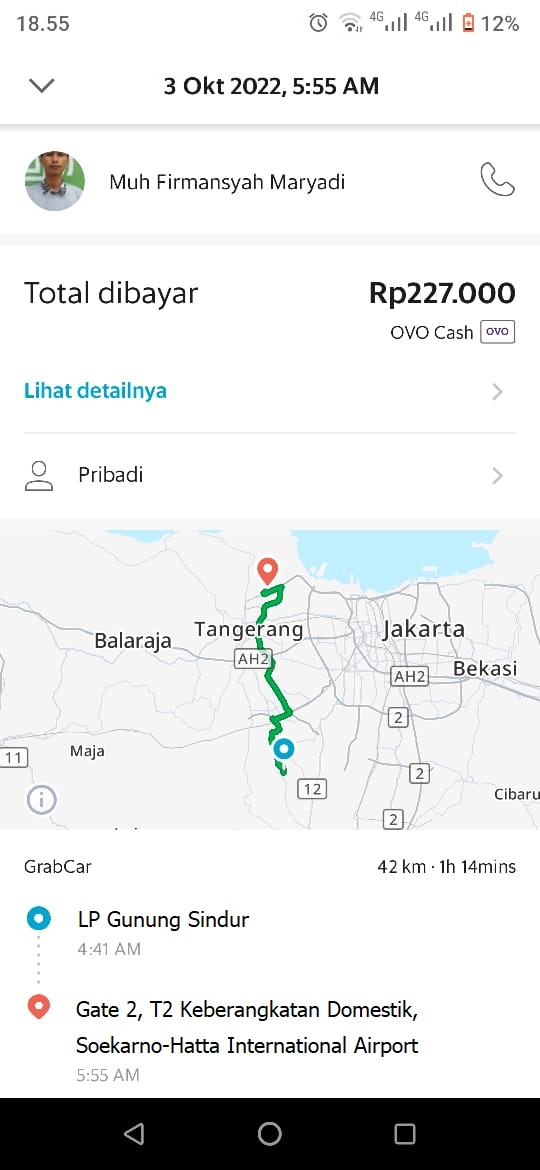 18.55
4G 4G 12%
3 Okt 2022, 5:55 AM
Muh Firmansyah Maryadi
Total dibayar Rp227.000
OVO Cash OVO
Lihat detailnya
Pribadi
Tangerang
Jakarta
Balaraja
AH2
Bekasi
AH2
2
Maja
11
2
12
Cibaru
2
GrabCar 42 km · 1h 14mins
LP Gunung Sindur
4:41 AM
Gate 2, T2 Keberangkatan Domestik,
Soekarno-Hatta International Airport
5:55 AM